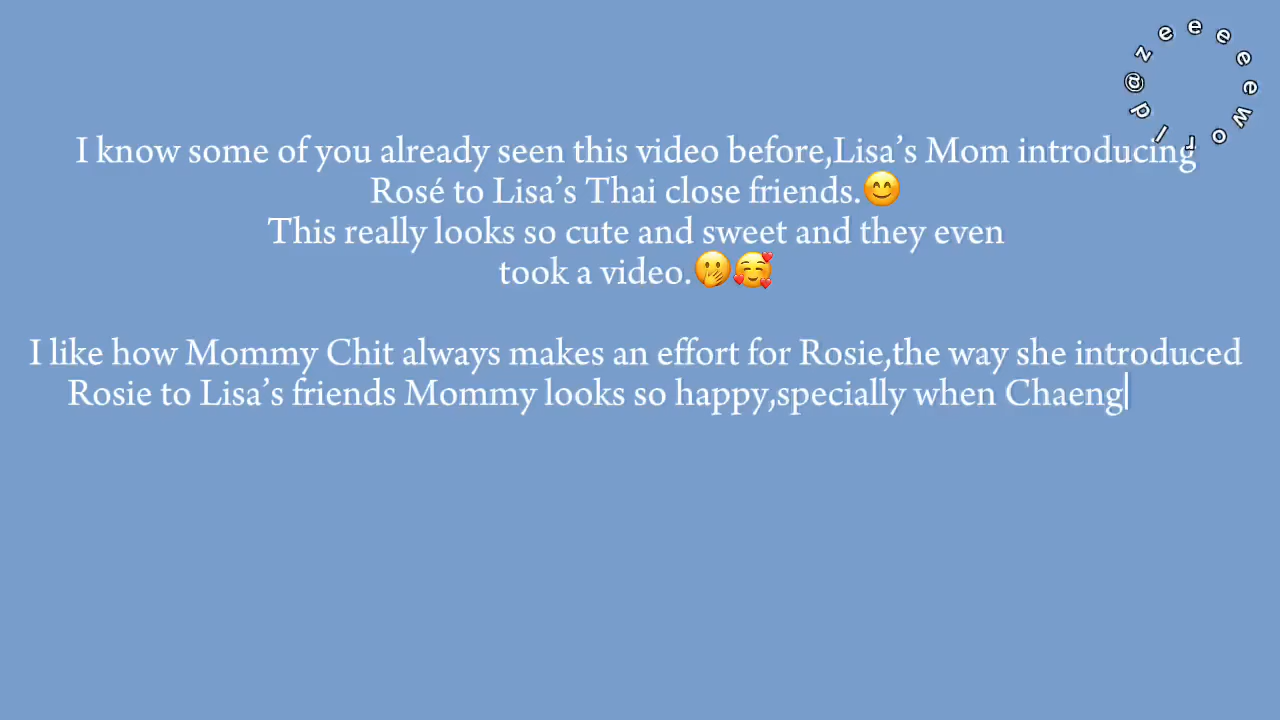 @zeeeeeworlpd
I know some of you already seen this video before,Lisa’s Mom introducing
Rosé to Lisa’s Thai close friends.😊
This really looks so cute and sweet and they even
took a video.🤭🥰
I like how Mommy Chit always makes an effort for Rosie,the way she introduced
Rosie to Lisa’s friends Mommy looks so happy,specially when Chaeng